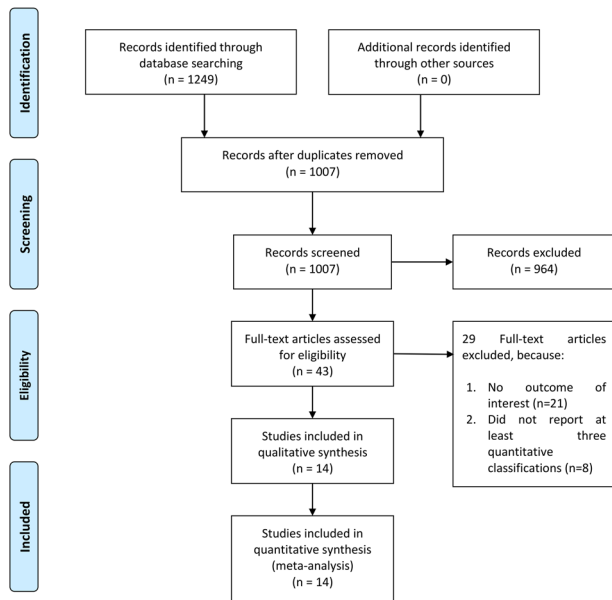 Identification
Records identified through
database searching
(n = 1249)
Additional records identified
through other sources
(n = 0)
Records after duplicates removed
(n = 1007)
Screening
Records screened
(n = 1007)
Records excluded
(n = 964)
Eligibility
Full-text articles assessed
for eligibility
(n = 43)
29 Full-text articles
excluded, because:
1. No outcome of
interest (n=21)
2. Did not report at
least three
quantitative
classifications (n=8)
Studies included in
qualitative synthesis
(n = 14)
Included
Studies included in
quantitative synthesis
(meta-analysis)
(n = 14)